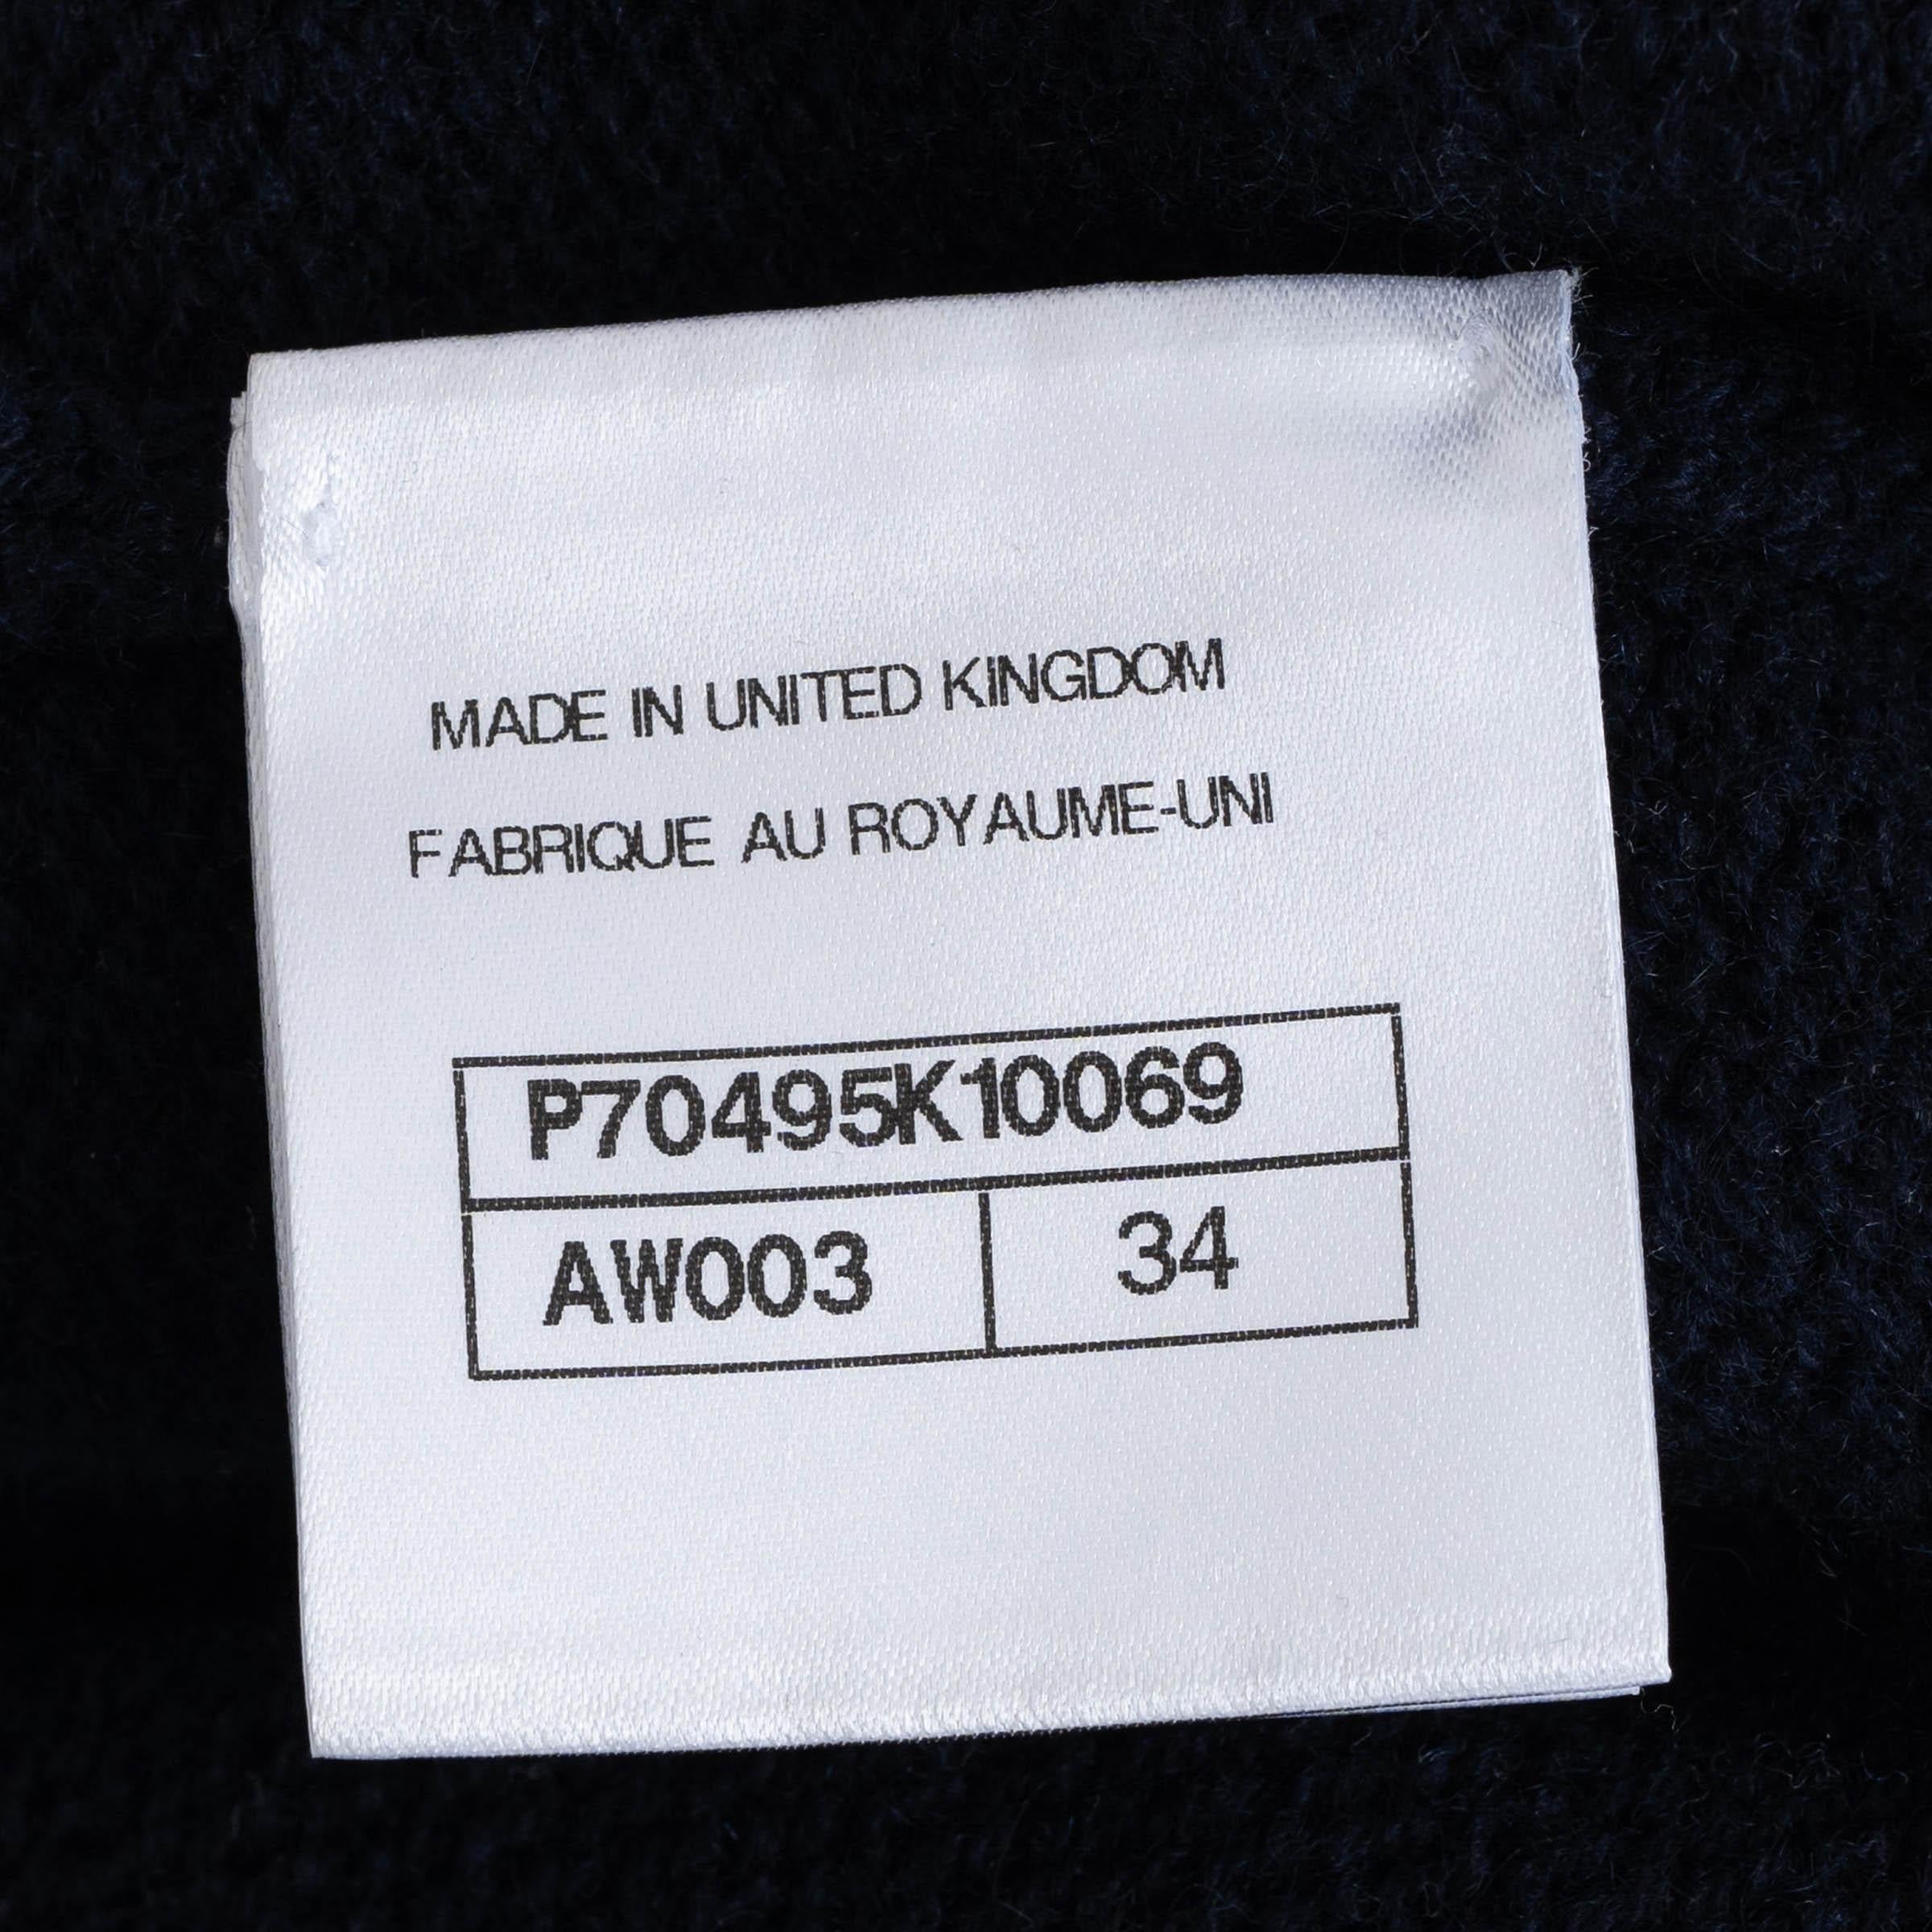 MADE IN UNITED KINGDOM
FABRIQUE AU ROYAUME-UNI
P70495K10069
AW003 34